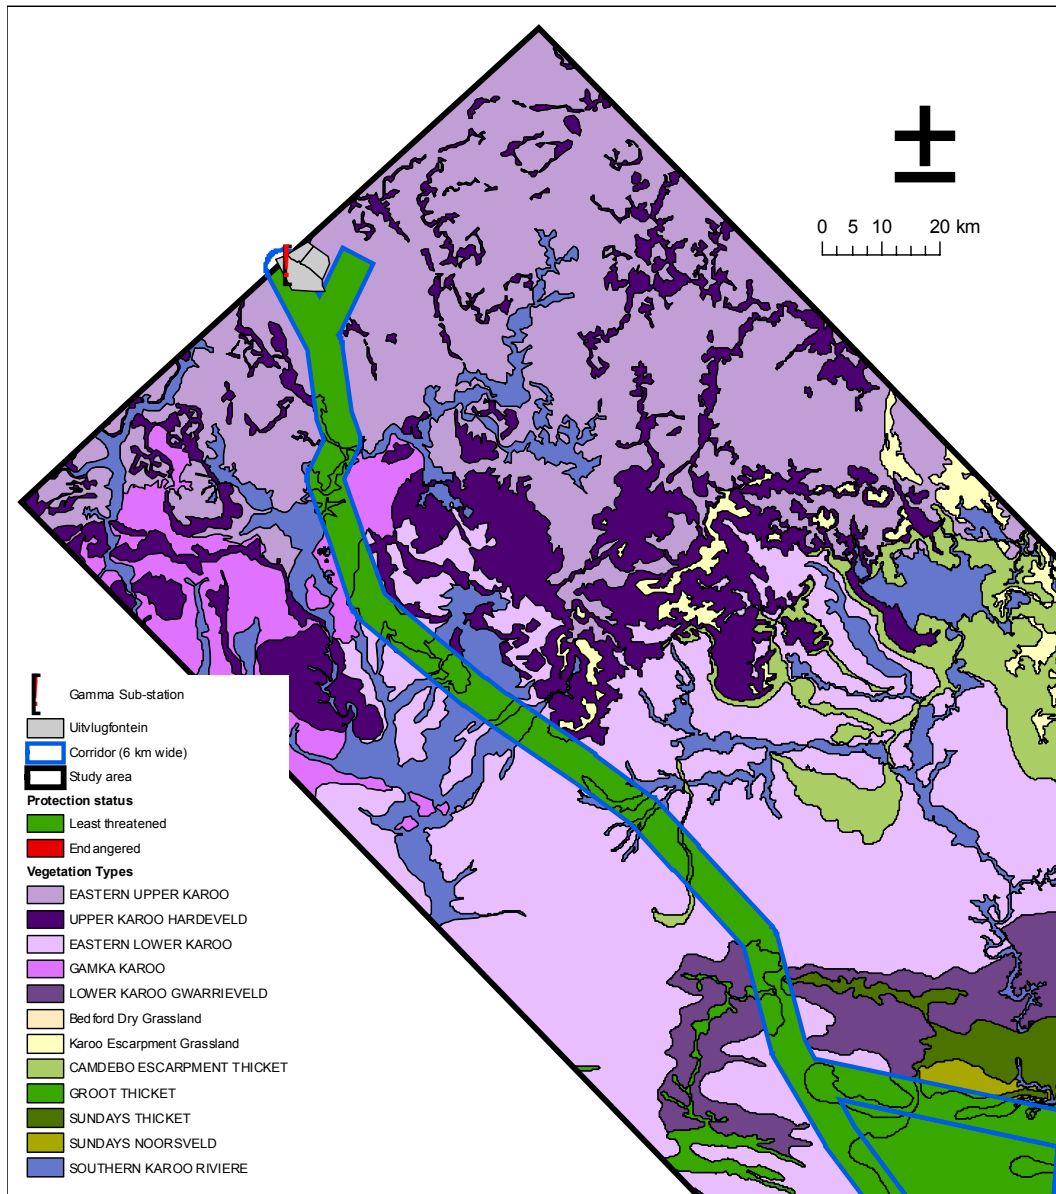 0 5 10 20 km
Gamma Sub-station
Uitvlugfontein
Corridor (6 km wide)
Study area
Protection status
Least threatened
Endangered
Vegetation Types
EASTERN UPPER KAROO
UPPER KAROO HARDEVELD
EASTERN LOWER KAROO
GAMKA KAROO
LOWER KAROO GWARRIEVELD
Bedford Dry Grassland
Karoo Escarpment Grassland
CAMDEBO ESCARPMENT THICKET
GROOT THICKET
SUNDAYS THICKET
SUNDAYS NOORSVELD
SOUTHERN KAROO RIVIERE